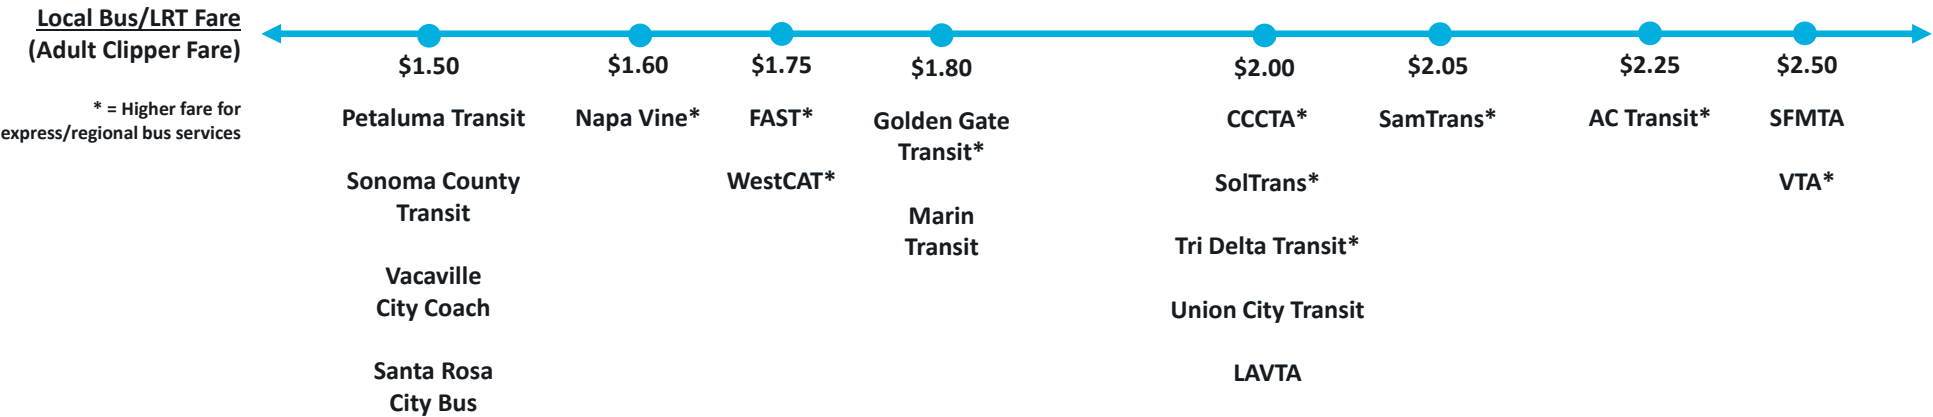 Local Bus/LRT Fare
(Adult Clipper Fare)
$1.50
$1.60
$1.75
$1.80
$2.00
$2.05
$2.25
$2.50
* = Higher fare for
express/regional bus services
Petaluma Transit
Sonoma County
Transit
Vacaville
City Coach
Santa Rosa
City Bus
Napa Vine*
FAST*
WestCAT*
Golden Gate
Transit*
Marin
Transit
CCCTA*
SolTrans*
Tri Delta Transit*
Union City Transit
LAVTA
SamTrans*
AC Transit*
SFMTA
VTA*